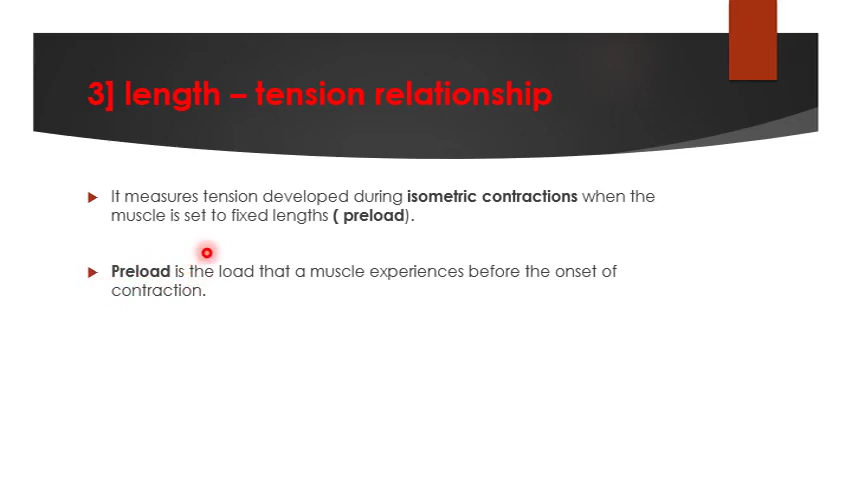 3] length – tension relationship
It measures tension developed during isometric contractions when the
muscle is set to fixed lengths ( preload).
Preload is the load that a muscle experiences before the onset of
contraction.